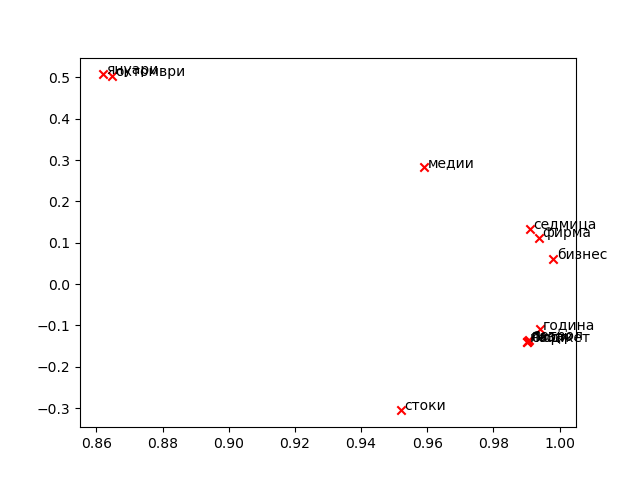 януари
октомври
медии
седмица
фирма
бизнес
година
стоки
0.5
0.4
0.3
0.2
0.1
0.0
−0.1
−0.2
−0.3
0.86
0.88
0.90
0.92
0.94
0.96
0.98
1.00